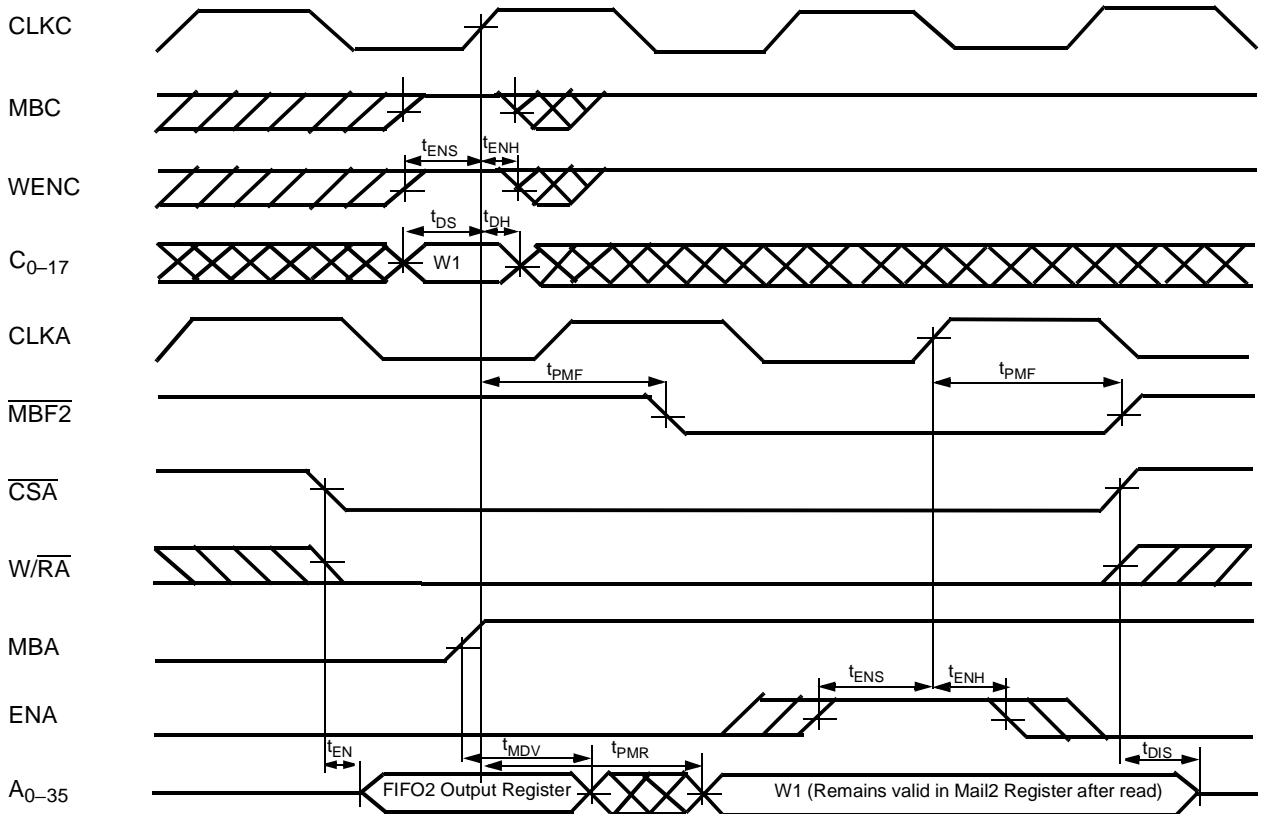 CLKC
MBC
tENS tENH
WENC
tDS tDH
C0–17 W1
CLKA
tPMF tPMF
MBF2
CSA
W/RA
MBA
tENS tENH
ENA
tEN tMDV tPMR tDIS
A0–35 FIFO2 Output Register W1 (Remains valid in Mail2 Register after read)